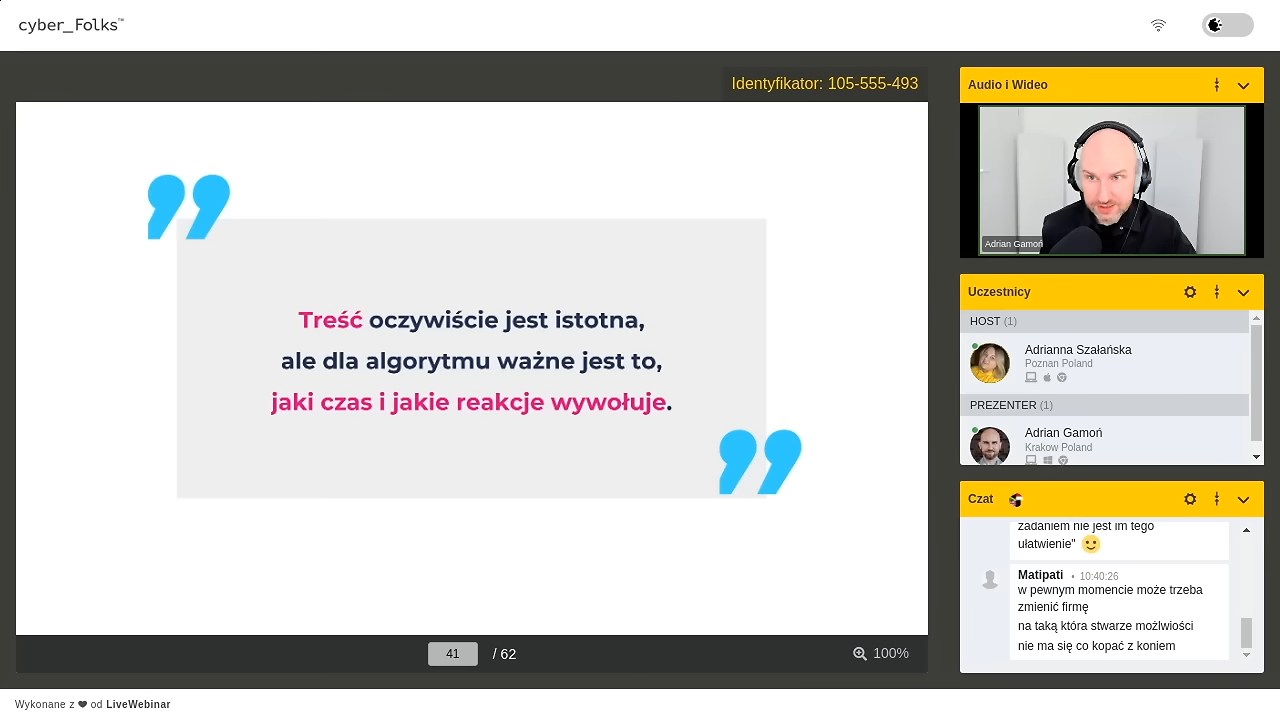 cyber_Folks™
Identyfikator: 105-555-493
Treść oczywiście jest istotna,
ale dla algorytmu ważne jest to,
jaki czas i jakie reakcje wywołuje.
41 / 62
100%
Audio i Wideo
Adrian Gamoń
Uczestnicy
HOST (1)
Adrianna Szałańska
Poznan Poland
PREZENTER (1)
Adrian Gamoń
Krakow Poland
Czat
zadaniem nie jest im tego
ułatwienie"
Matipati • 10:40:26
w pewnym momencie może trzeba
zmienić firmę
na taką która stwarze możlwiości
nie ma się co kopać z koniem
Wykonane z ❤ od LiveWebinar